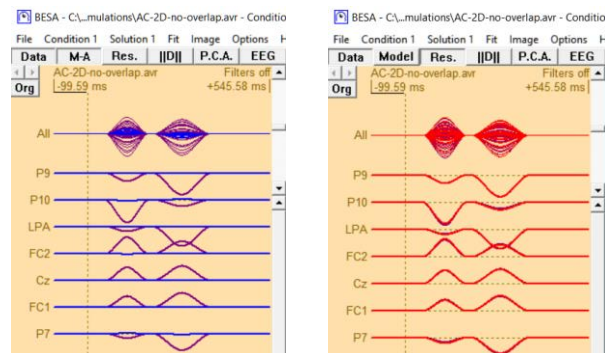 BESA - C:\...mulations\AC-2D-no-overlap.avr - Conditio
File Condition 1 Solution 1 Fit Image Options H
Data M-A Res. ||D|| P.C.A. EEG
AC-2D-no-overlap.avr Filters off
Org -99.59 ms +545.58 ms
All
P9
P10
LPA
FC2
Cz
FC1
P7
BESA - C:\...mulations\AC-2D-no-overlap.avr - Conditio
File Condition 1 Solution 1 Fit Image Options
Data Model Res. ||D|| P.C.A. EEG
AC-2D-no-overlap.avr Filters off
Org -99.59 ms +545.58 ms
All
P9
P10
LPA
FC2
Cz
FC1
P7